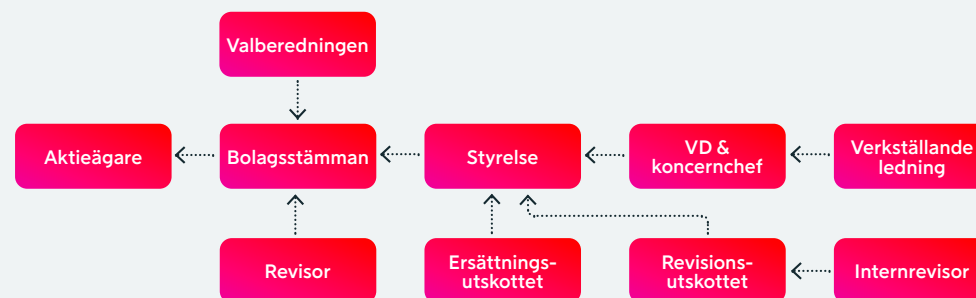 Valberedningen
Aktieägare
Bolagsstämman
Styrelse
VD &
koncernchef
Verkställande
ledning
Revisor
Ersättnings-
utskottet
Revisions-
utskottet
Internrevisor